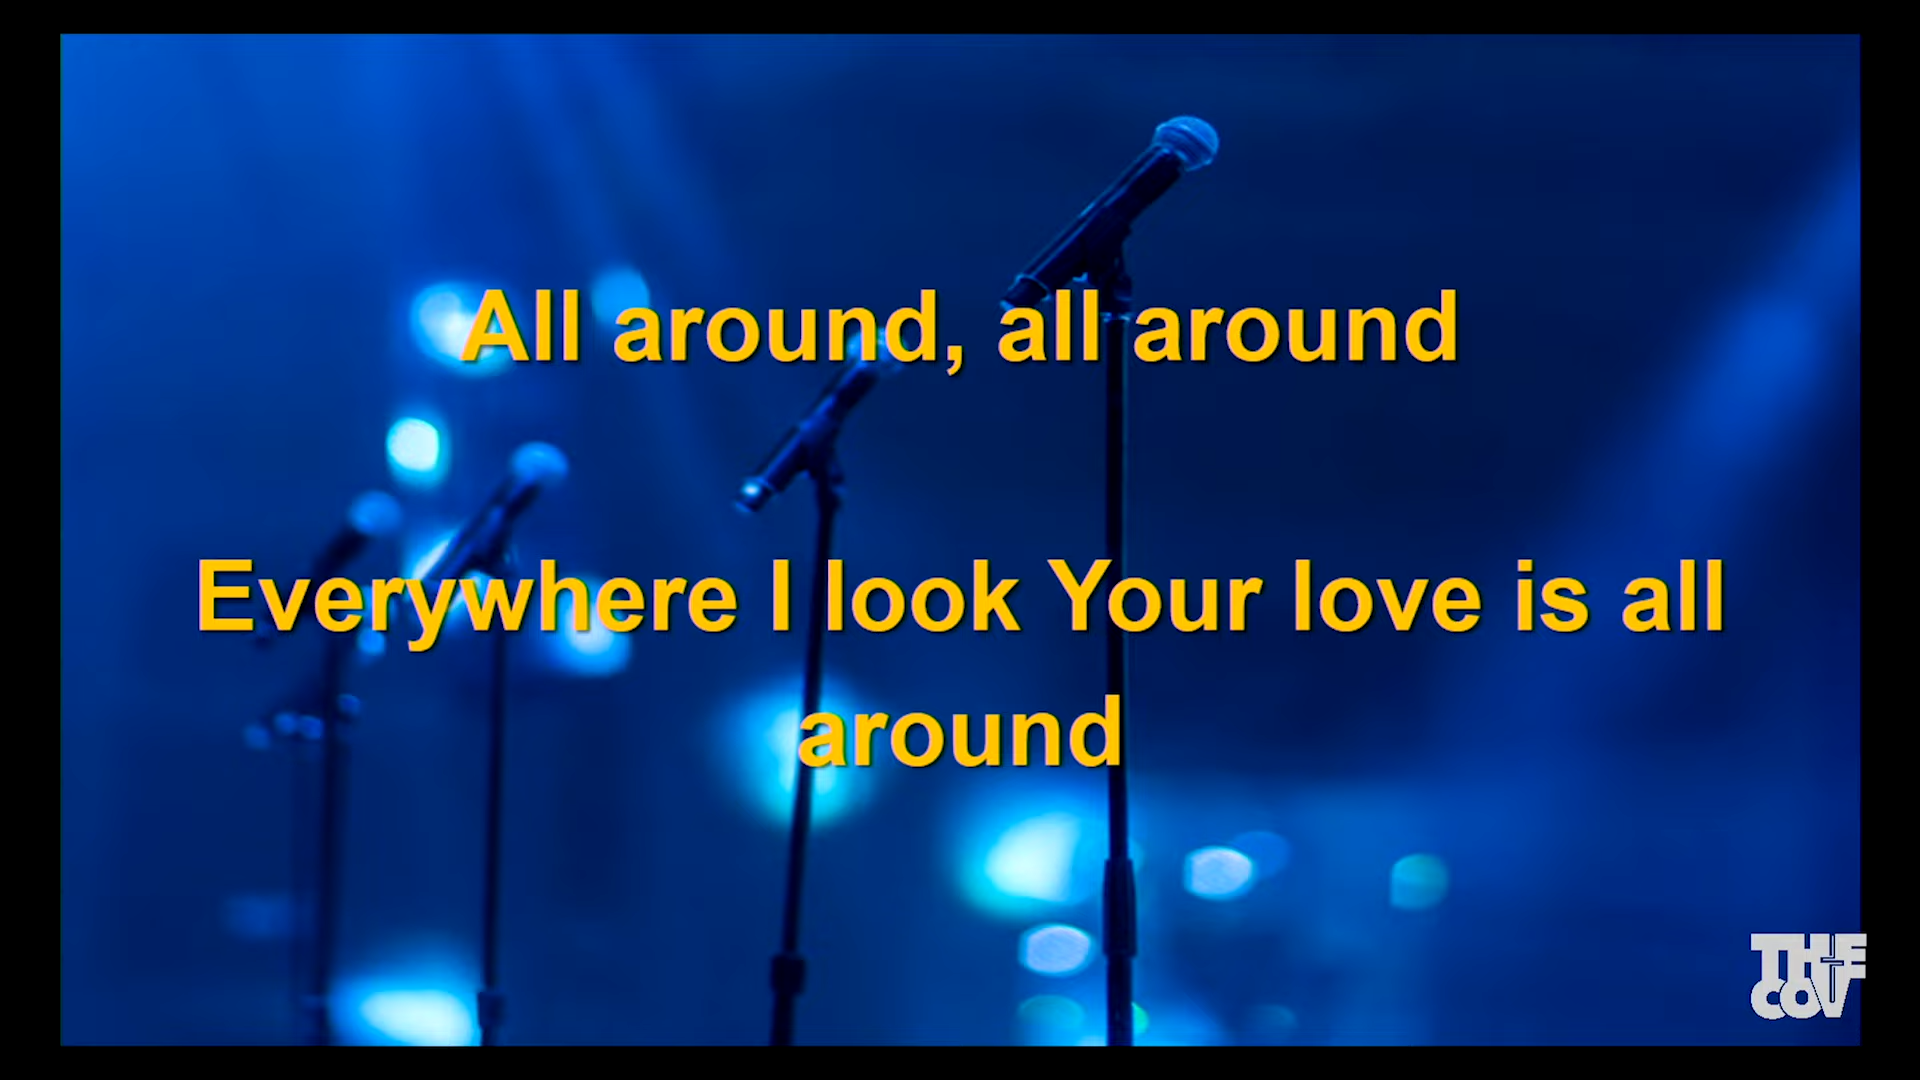 All around, all around
Everywhere I look Your love is all
around
THE
COV